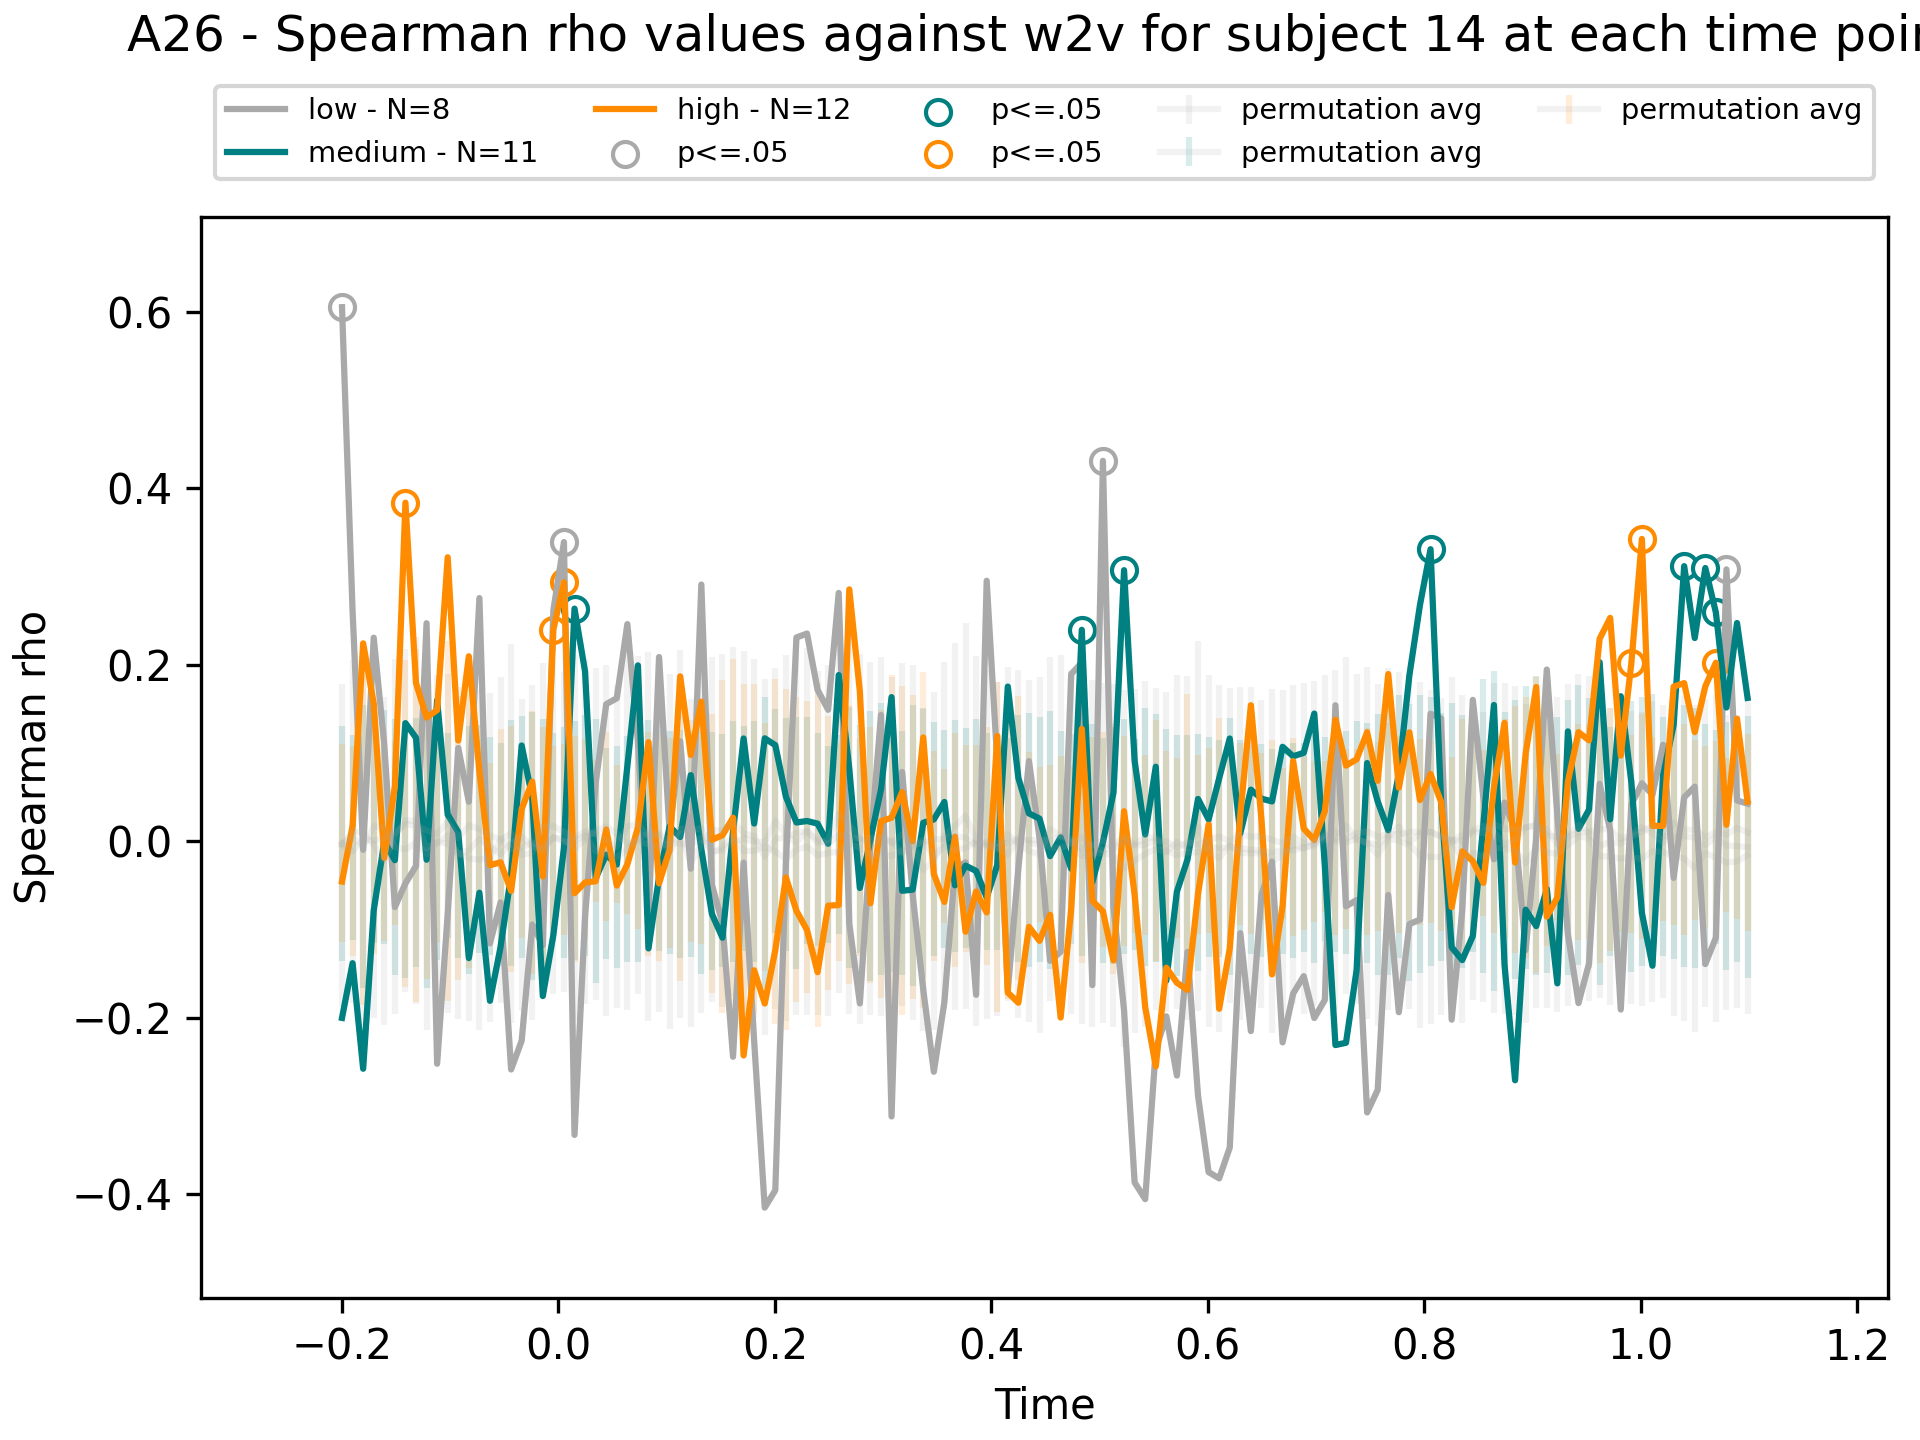 A26 - Spearman rho values against w2v for subject 14 at each time
low - N=8 high - N=12 p<=.05 permutation avg permutation avg
medium - N=11 p<=.05 p<=.05 permutation avg
Spearman rho
0.6
0.4
0.2
0.0
−0.2
−0.4
−0.2 0.0 0.2 0.4 0.6 0.8 1.0 1.2
Time